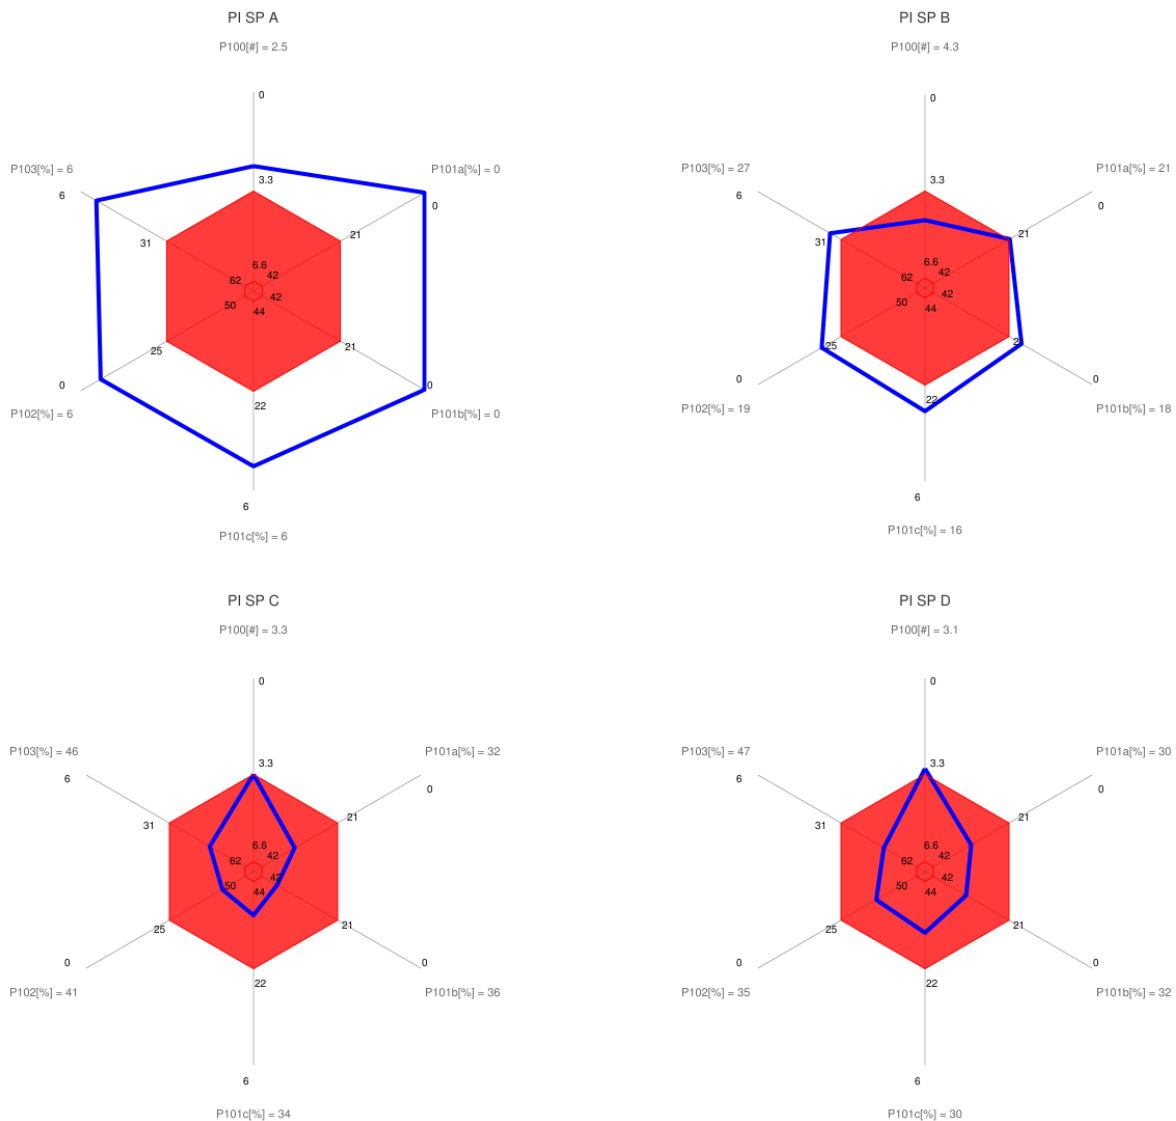 PI SP A
P100[#] = 2.5
0
P103[%] = 6
P101a[%] = 0
6
3.3
0
31
21
6.6
62
42
50
42
44
25
21
0
0
P102[%] = 6
22
P101b[%] = 0
6
P101c[%] = 6
PI SP B
P100[#] = 4.3
0
P103[%] = 27
P101a[%] = 21
6
3.3
0
31
21
6.6
62
42
50
42
44
25
0
0
P102[%] = 19
22
P101b[%] = 18
6
P101c[%] = 16
PI SP C
P100[#] = 3.3
0
P103[%] = 46
P101a[%] = 32
6
3.3
0
31
21
6.6
62
42
50
42
44
25
21
0
0
P102[%] = 41
22
P101b[%] = 36
6
P101c[%] = 34
PI SP D
P100[#] = 3.1
0
P103[%] = 47
P101a[%] = 30
6
3.3
0
31
21
6.6
62
42
50
42
44
25
21
0
0
P102[%] = 35
22
P101b[%] = 32
6
P101c[%] = 30